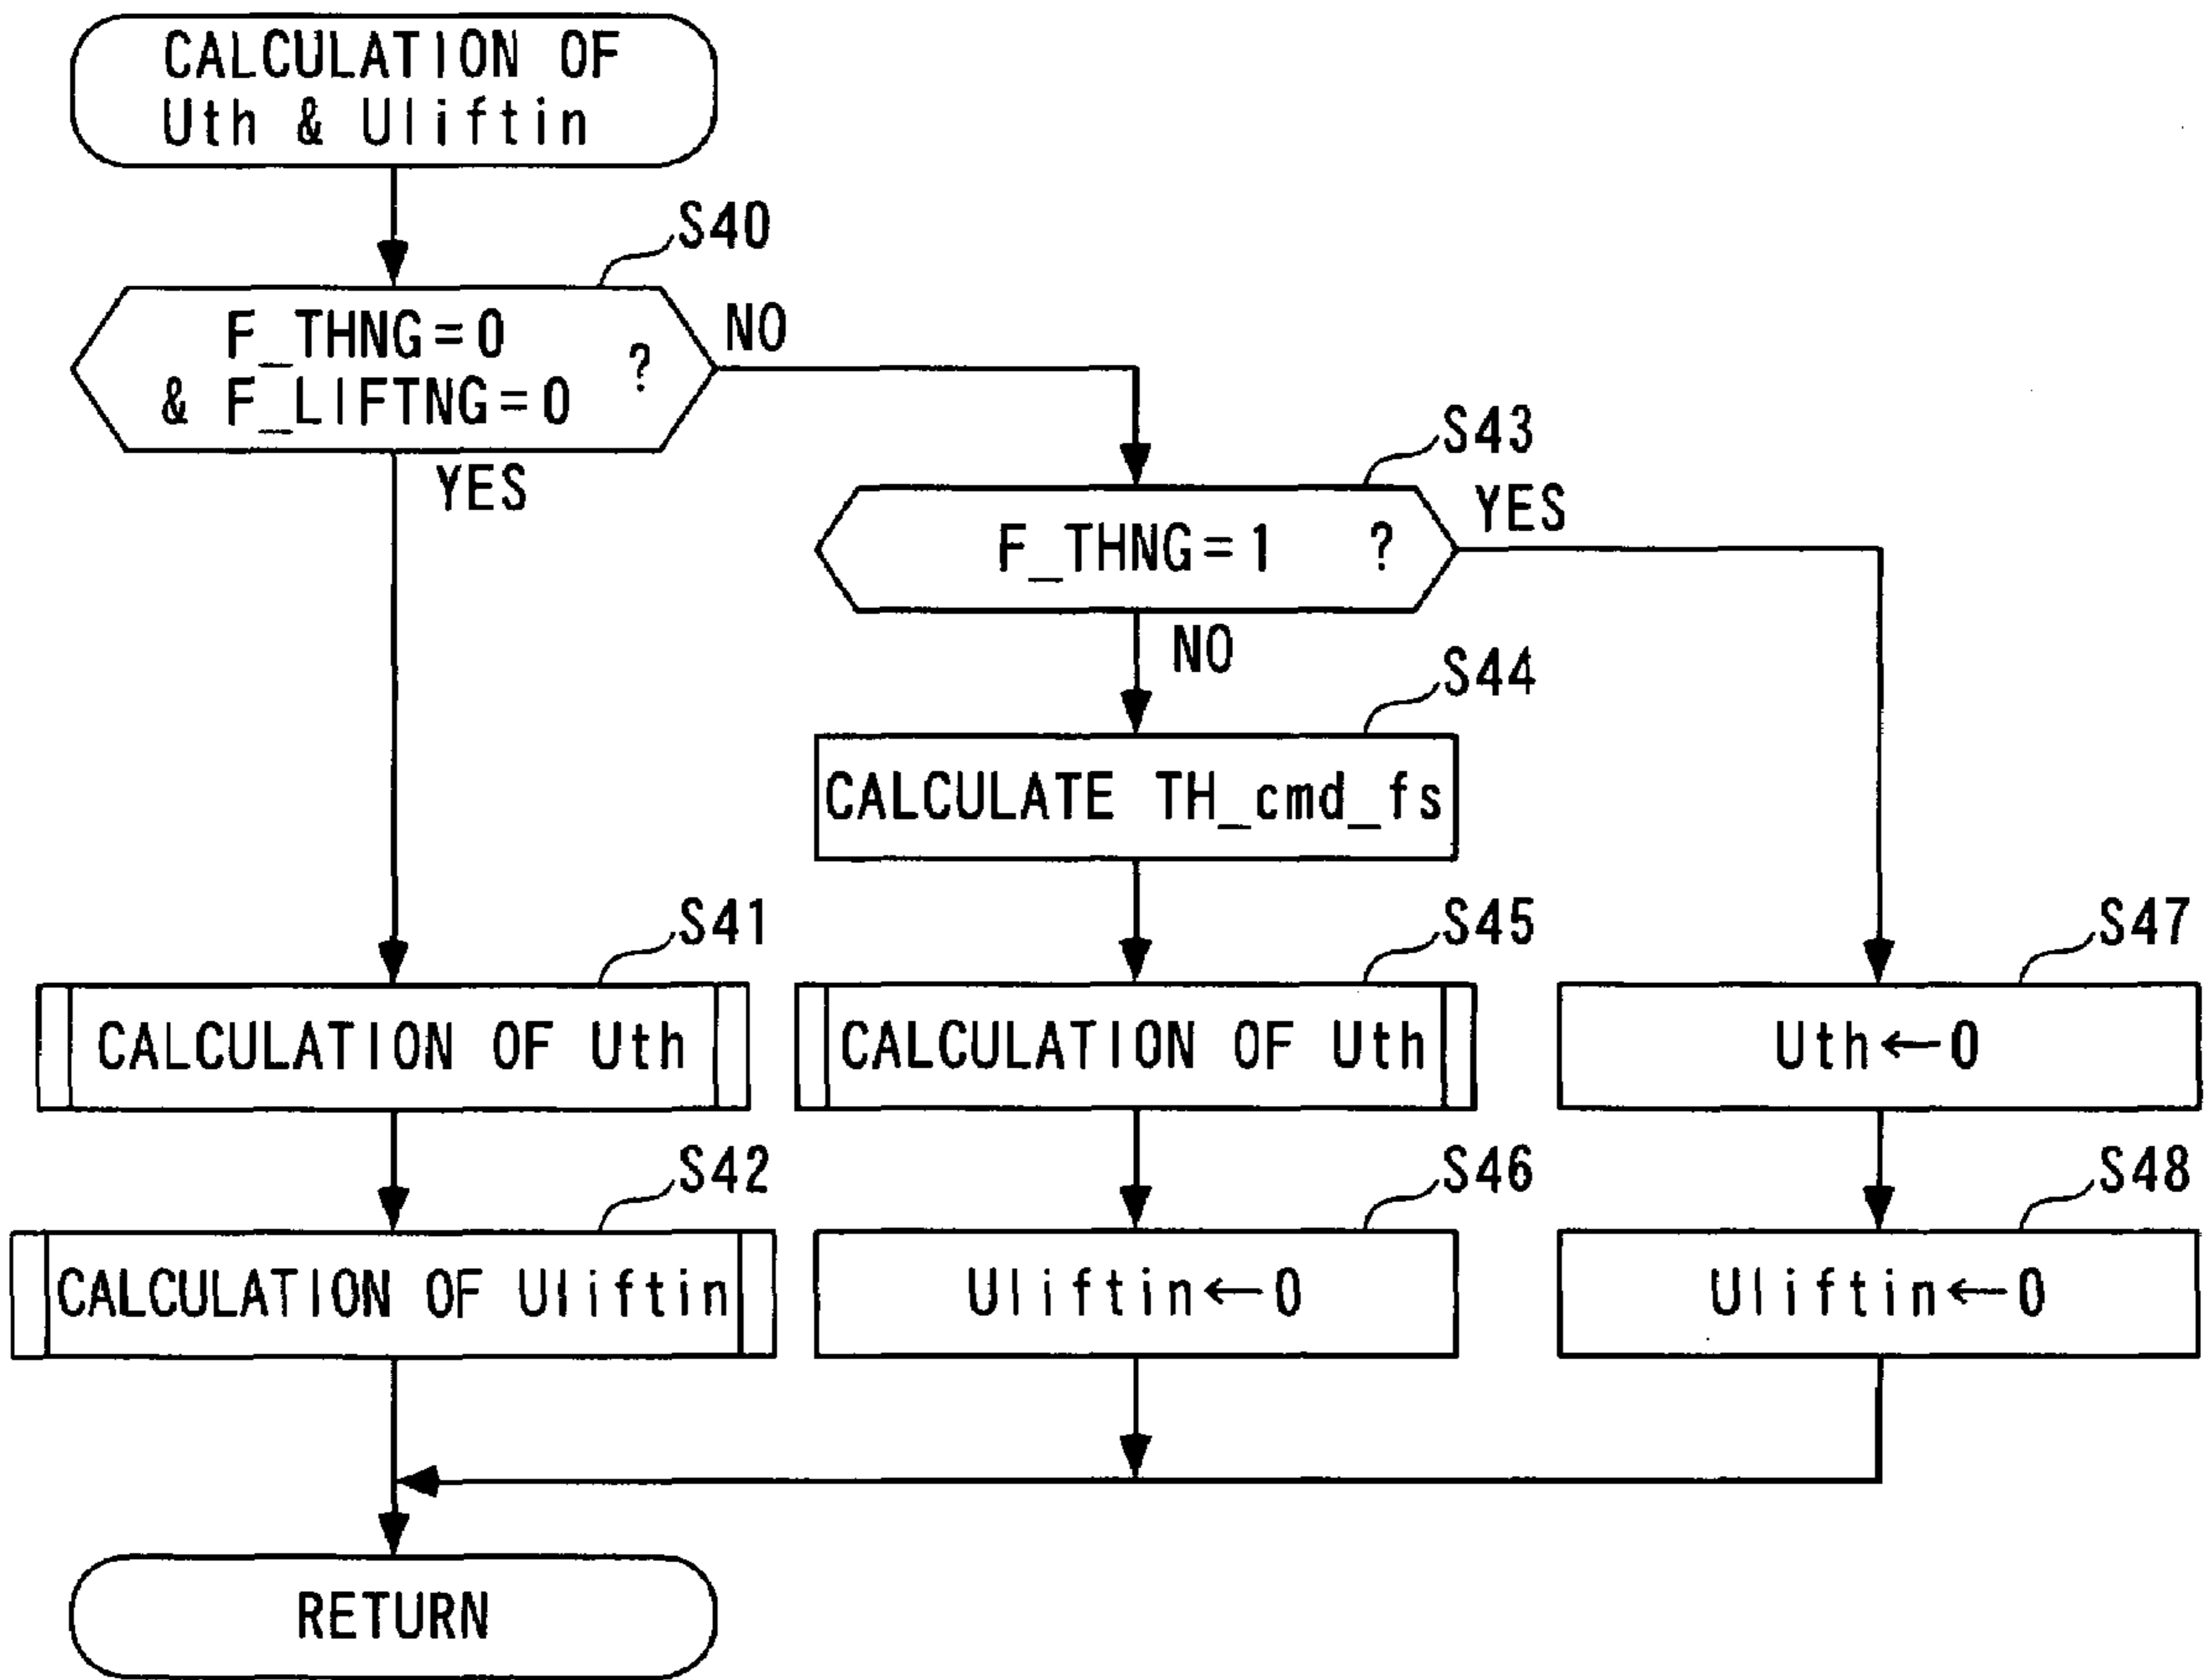 CALCULATION OF
Uth & Uliftin
S40
F_THNG=0
& F_LIFTNG=0 ?
NO
YES
S43
F_THNG=1 ?
YES
NO
S44
CALCULATE TH_cmd_fs
S41
CALCULATION OF Uth
S45
CALCULATION OF Uth
S47
Uth←0
S42
CALCULATION OF Uliftin
S46
Uliftin←0
S48
Uliftin←0
RETURN